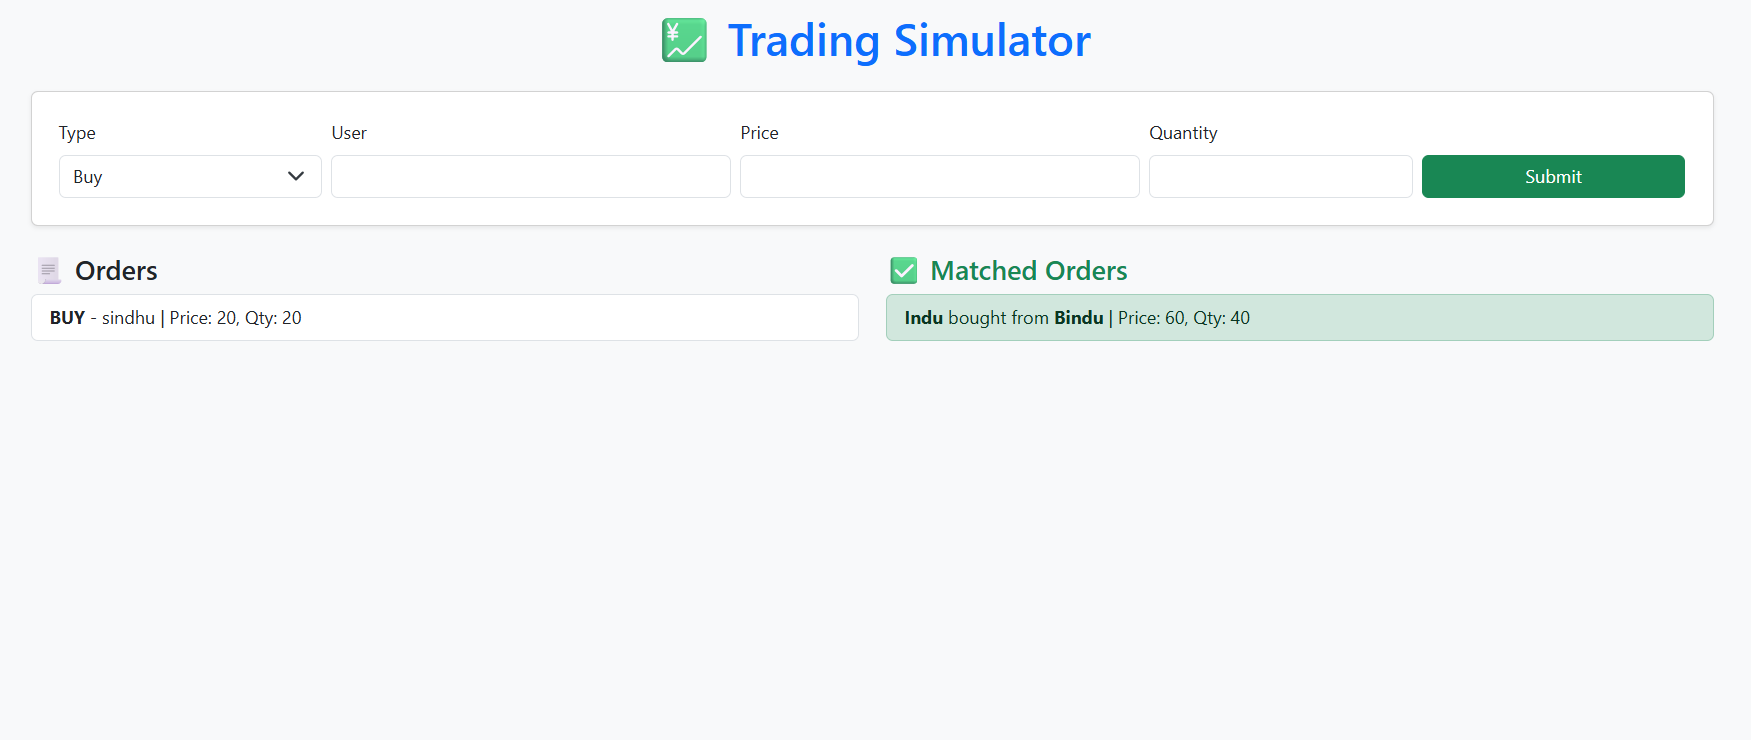 Trading Simulator
Type User Price Quantity
Buy Submit
Orders
BUY - sindhu | Price: 20, Qty: 20
Matched Orders
Indu bought from Bindu | Price: 60, Qty: 40